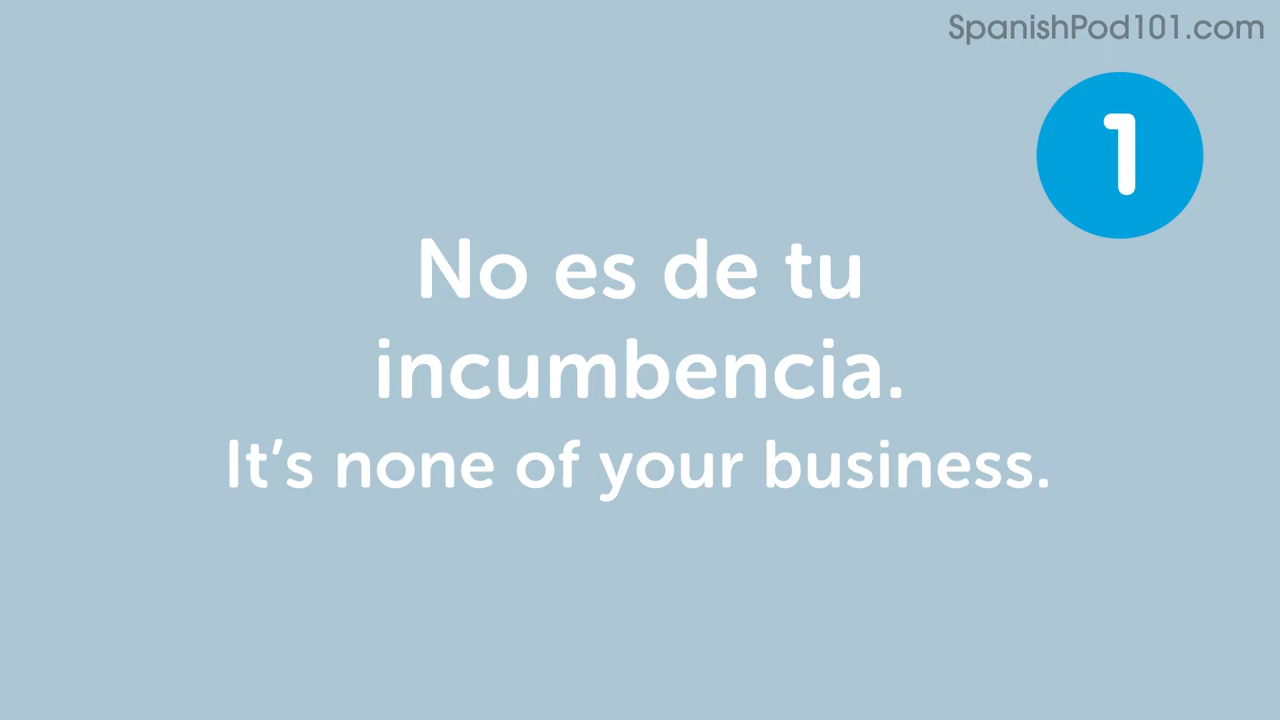 SpanishPod101.com
1
No es de tu
incumbencia.
It's none of your business.